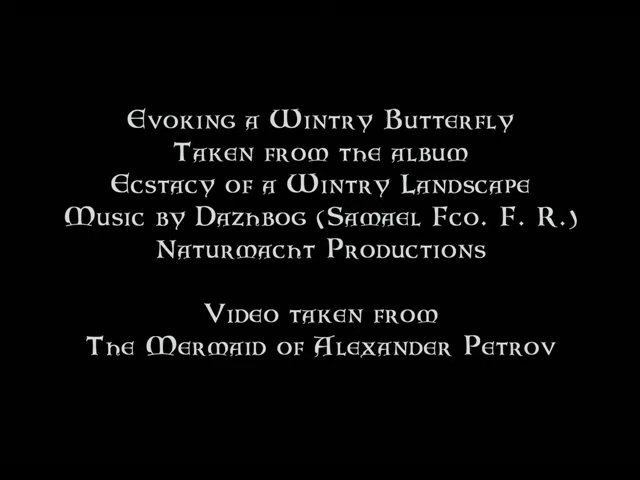 Evoking a Wintry Butterfly
Taken from the album
Ecstacy of a Wintry Landscape
Music by Dazhbog (Samael Fco. F. R.)
Naturmacht Productions
Video taken from
The Mermaid of Alexander Petrov